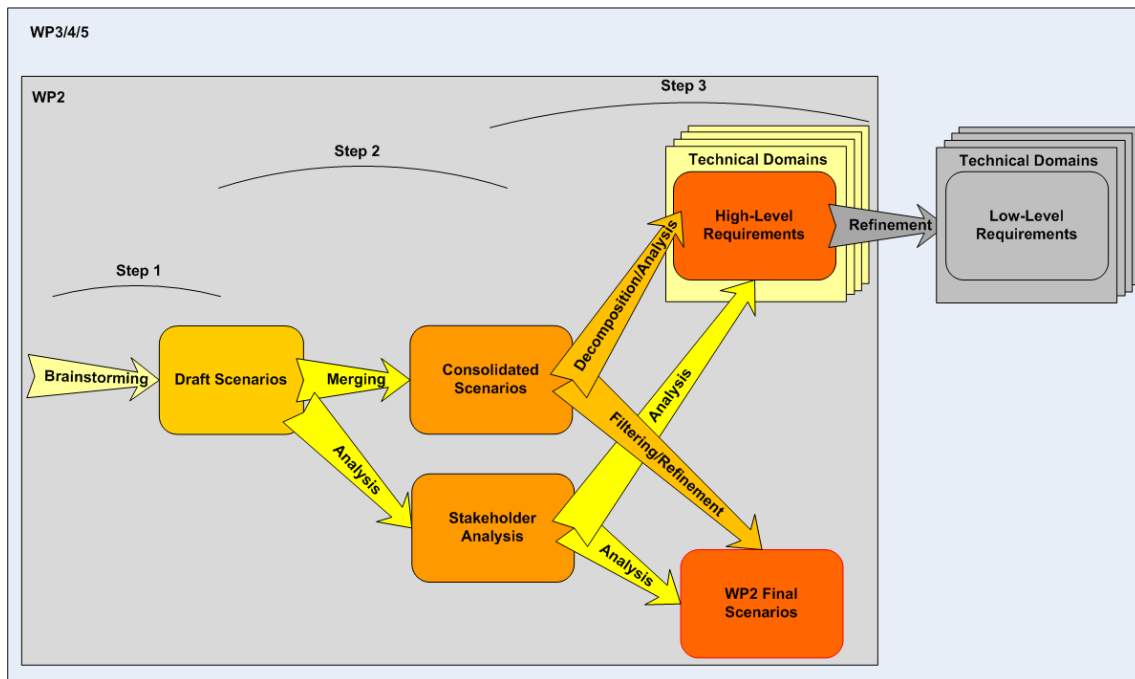 WP3/4/5
WP2
Step 3
Step 2
Step 1
Technical Domains
High-Level
Requirements
Refinement
Technical Domains
Low-Level
Requirements
Decomposition/Analysis
Brainstorming
Draft Scenarios
Merging
Consolidated
Scenarios
Analysis
Filtering/Refinement
Analysis
Stakeholder
Analysis
Analysis
WP2 Final
Scenarios